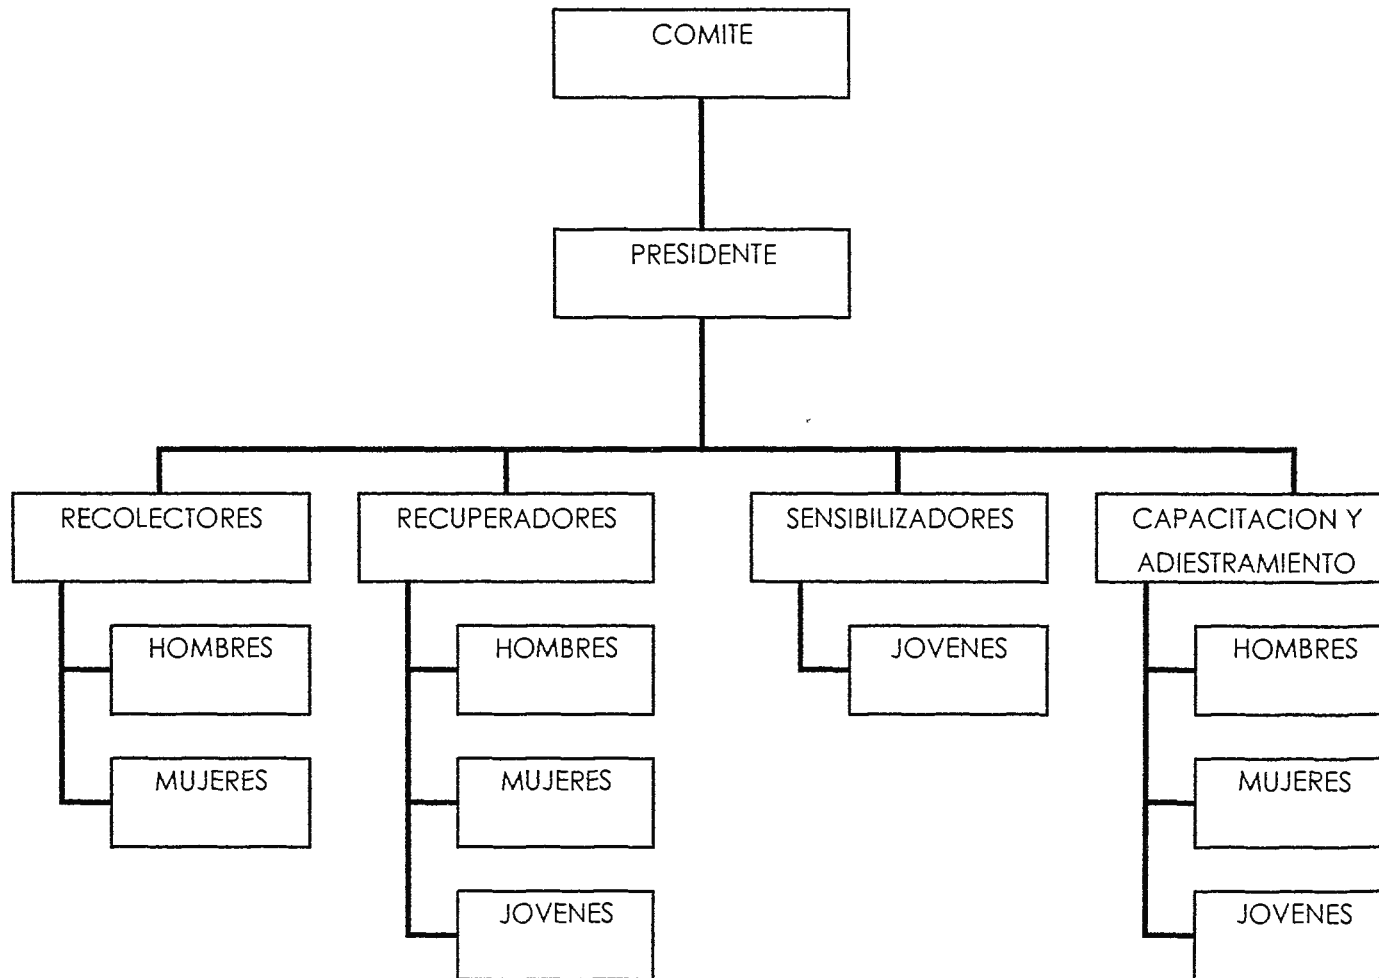 COMITE
PRESIDENTE
RECOLECTORES
HOMBRES
MUJERES
RECUPERADORES
HOMBRES
MUJERES
JOVENES
SENSIBILIZADORES
JOVENES
CAPACITACION Y
ADIESTRAMIENTO
HOMBRES
MUJERES
JOVENES